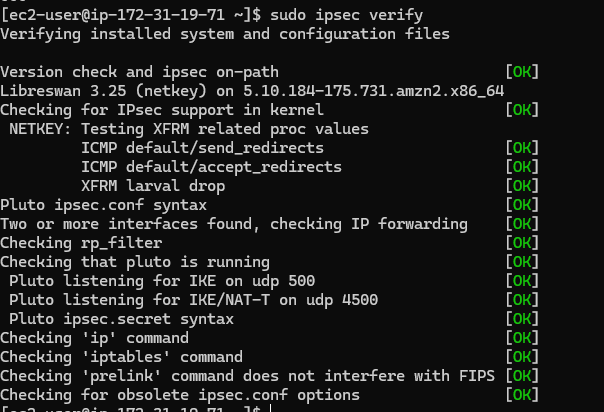 [ec2-user@ip-172-31-19-71 ~]$ sudo ipsec verify
Verifying installed system and configuration files

Version check and ipsec on-path                         [OK]
Libreswan 3.25 (netkey) on 5.10.184-175.731.amzn2.x86_64
Checking for IPsec support in kernel                    [OK]
 NETKEY: Testing XFRM related proc values
         ICMP default/send_redirects                    [OK]
         ICMP default/accept_redirects                  [OK]
         XFRM larval drop                               [OK]
Pluto ipsec.conf syntax                                 [OK]
Two or more interfaces found, checking IP forwarding    [OK]
Checking rp_filter                                      [OK]
Checking that pluto is running                          [OK]
 Pluto listening for IKE on udp 500                     [OK]
 Pluto listening for IKE/NAT-T on udp 4500              [OK]
 Pluto ipsec.secret syntax                              [OK]
Checking 'ip' command                                   [OK]
Checking 'iptables' command                             [OK]
Checking 'prelink' command does not interfere with FIPS [OK]
Checking for obsolete ipsec.conf options                [OK]
[ec2-user@ip-172-31-19-71 ~]$